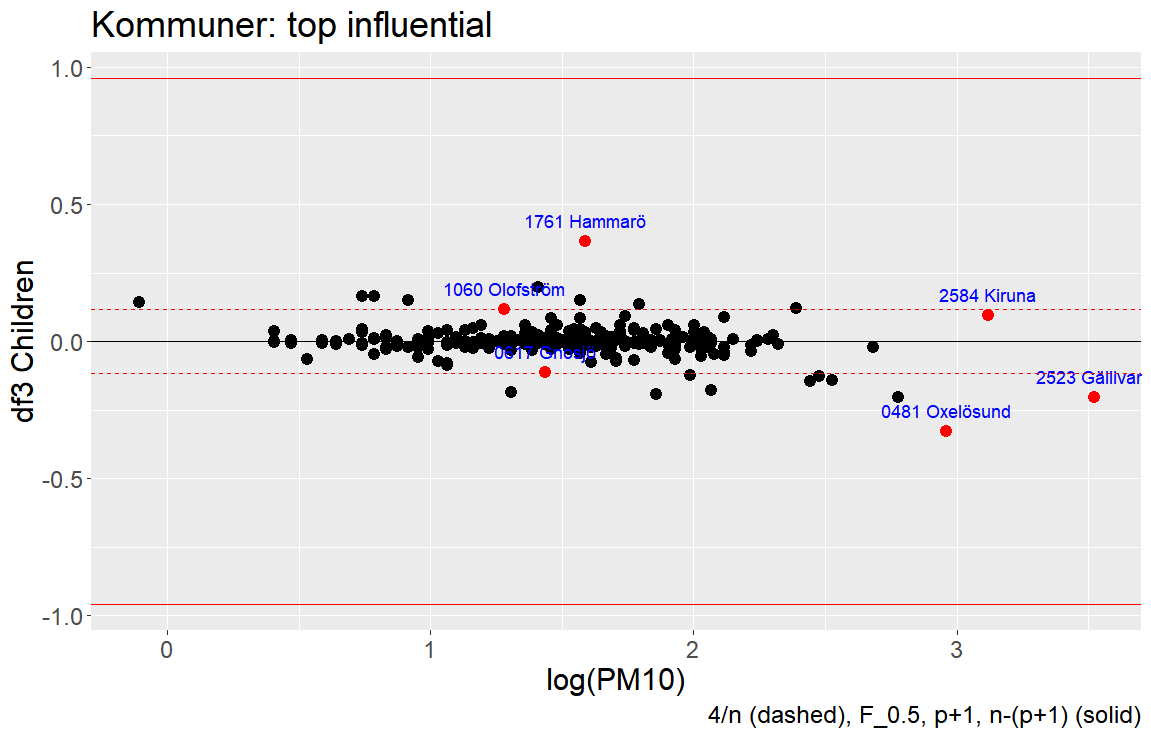 Kommuner: top influential
df3 Children
1.0
0.5
0.0
-0.5
-1.0
1761 Hammarö
1060 Olofström
2584 Kiruna
0617
2523 Gällivar
0481 Oxelösund
0
1
2
3
log(PM10)
4/n (dashed), F_0.5, p+1, n-(p+1) (solid)